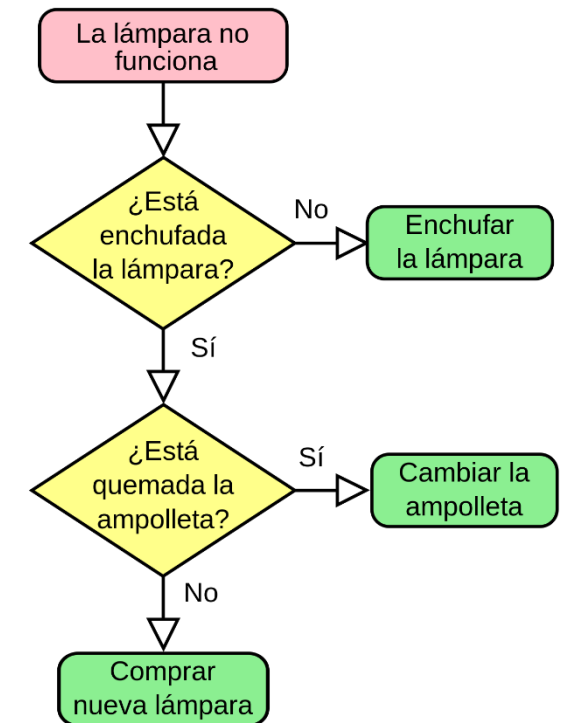 La lámpara no
funciona
¿Está
enchufada
la lámpara?
No
Enchufar
la lámpara
Sí
¿Está
quemada la
ampolleta?
Sí
Cambiar la
ampolleta
No
Comprar
nueva lámpara